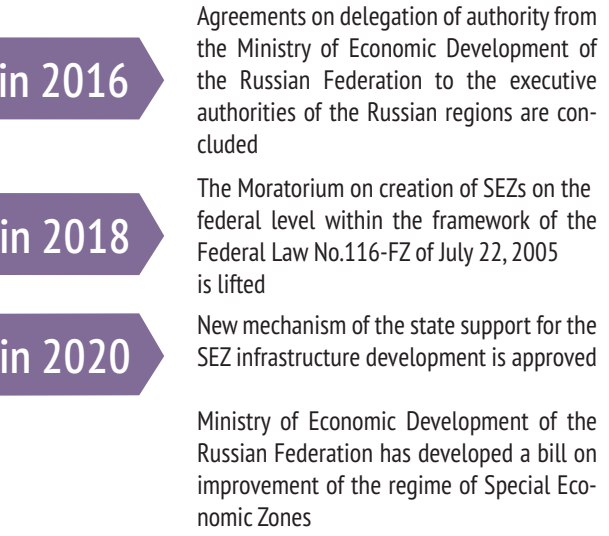 in 2016
Agreements on delegation of authority from
the Ministry of Economic Development of
the Russian Federation to the executive
authorities of the Russian regions are con-
cluded
in 2018
The Moratorium on creation of SEZs on the
federal level within the framework of the
Federal Law No.116-FZ of July 22, 2005
is lifted
in 2020
New mechanism of the state support for the
SEZ infrastructure development is approved
Ministry of Economic Development of the
Russian Federation has developed a bill on
improvement of the regime of Special Eco-
nomic Zones